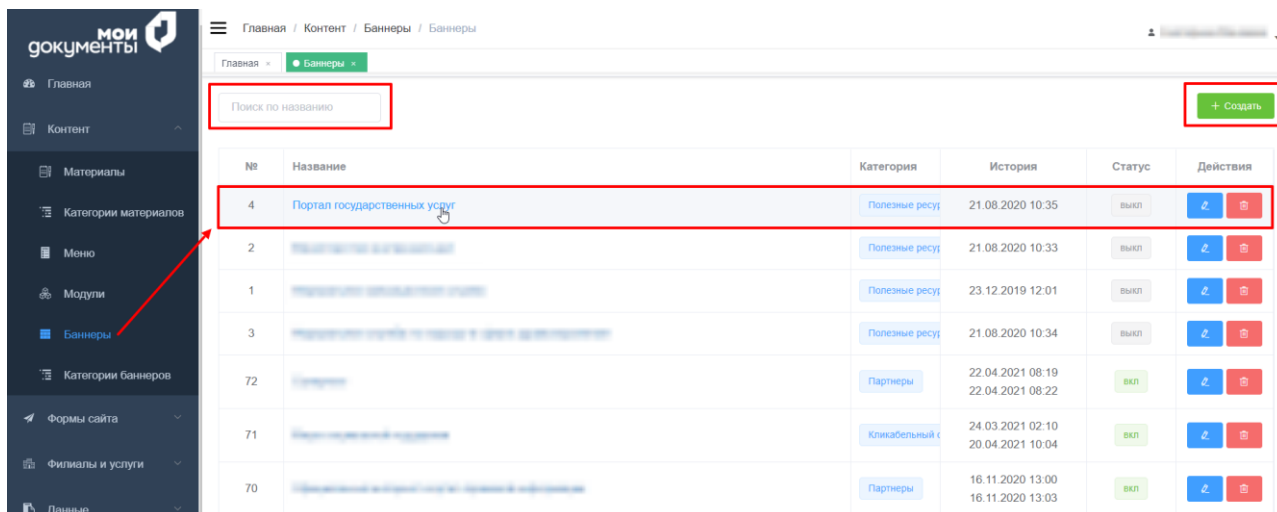 мои
документы
Главная
Контент
Материалы
Категории материалов
Меню
Модули
Баннеры
Категории баннеров
Формы сайта
Филиалы и услуги
Данные
Главная / Контент / Баннеры / Баннеры
Главная × Баннеры ×
Поиск по названию + Создать
№ Название Категория История Статус Действия
4 Портал государственных услуг Полезные ресур 21.08.2020 10:35 выкл
2 Полезные ресур 21.08.2020 10:33 выкл
1 Полезные ресур 23.12.2019 12:01 выкл
3 Полезные ресур 21.08.2020 10:34 выкл
72 Партнеры 22.04.2021 08:19 вкл
22.04.2021 08:22
71 Кликабельный с 24.03.2021 02:10 вкл
20.04.2021 10:04
70 Партнеры 16.11.2020 13:00 вкл
16.11.2020 13:03